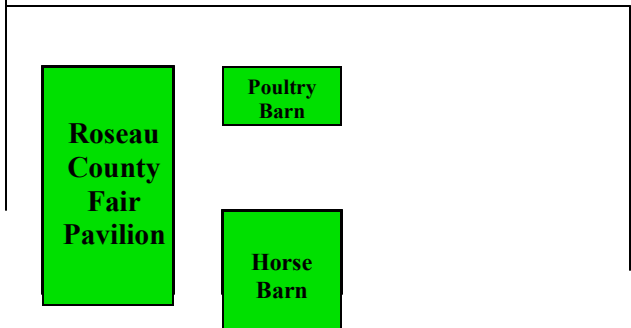 Roseau
County
Fair
Pavilion
Poultry
Barn
Horse
Barn